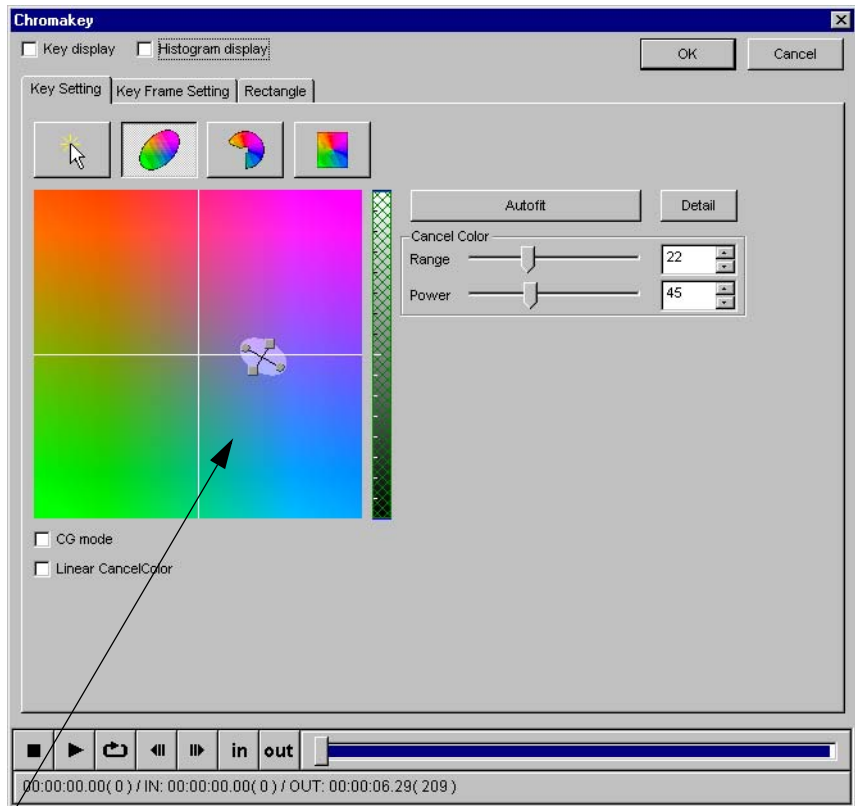 Chromakey
Key display Histogram display
OK Cancel
Key Setting Key Frame Setting Rectangle
Autofit Detail
Cancel Color
Range 22
Power 45
CG mode
Linear CancelColor
in out
00:00:00.00( 0 ) / IN: 00:00:00.00( 0 ) / OUT: 00:00:06.29( 209 )